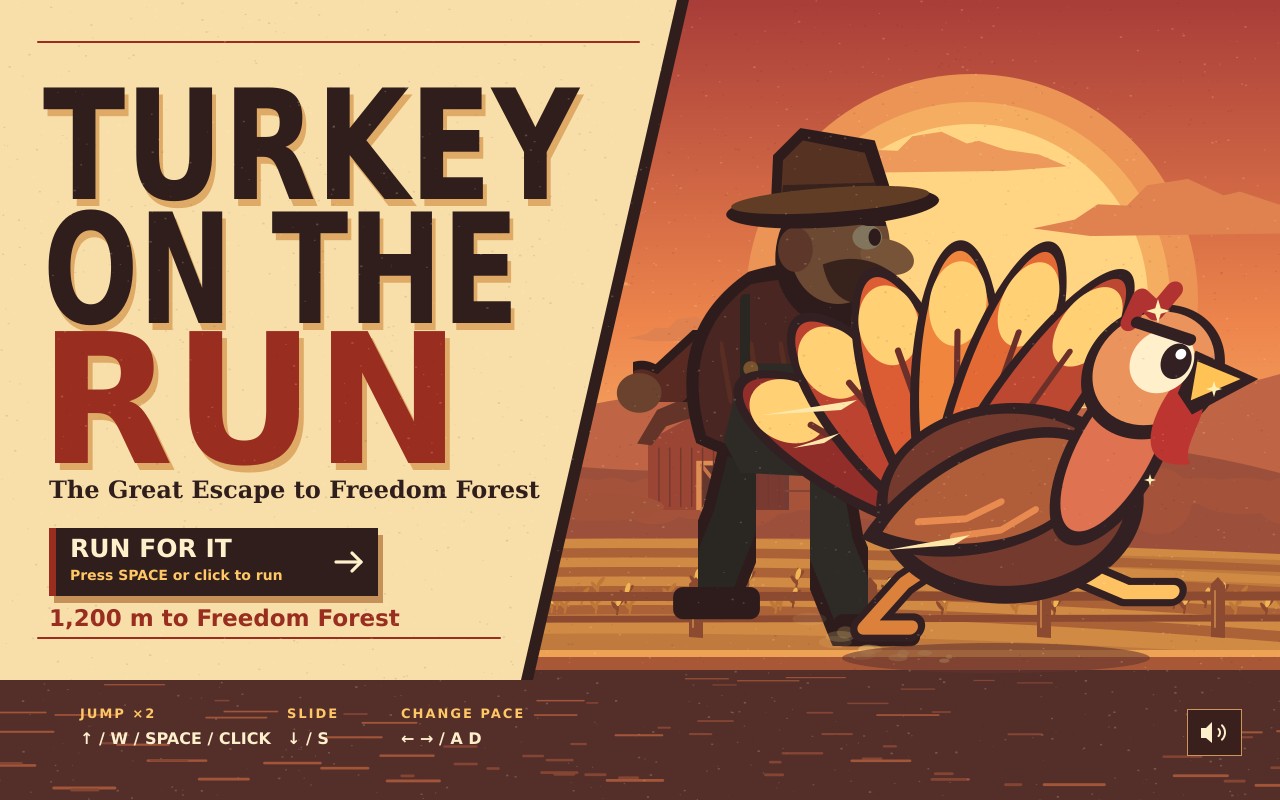 TURKEY
ON THE
RUN
The Great Escape to Freedom Forest
RUN FOR IT
Press SPACE or click to run
→
1,200 m to Freedom Forest
JUMP ×2
↑ / W / SPACE / CLICK
SLIDE
↓ / S
CHANGE PACE
← → / A D